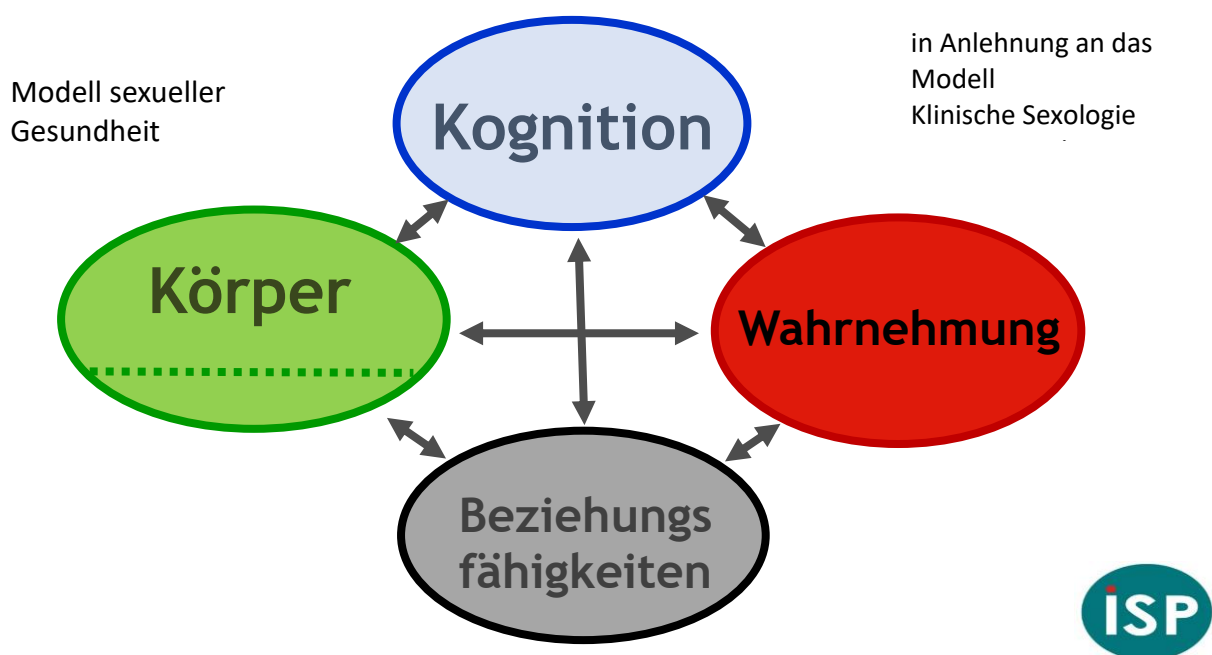 Modell sexueller
Gesundheit
Kognition
in Anlehnung an das
Modell
Klinische Sexologie
Körper
Wahrnehmung
Beziehungs
fähigkeiten
iSP